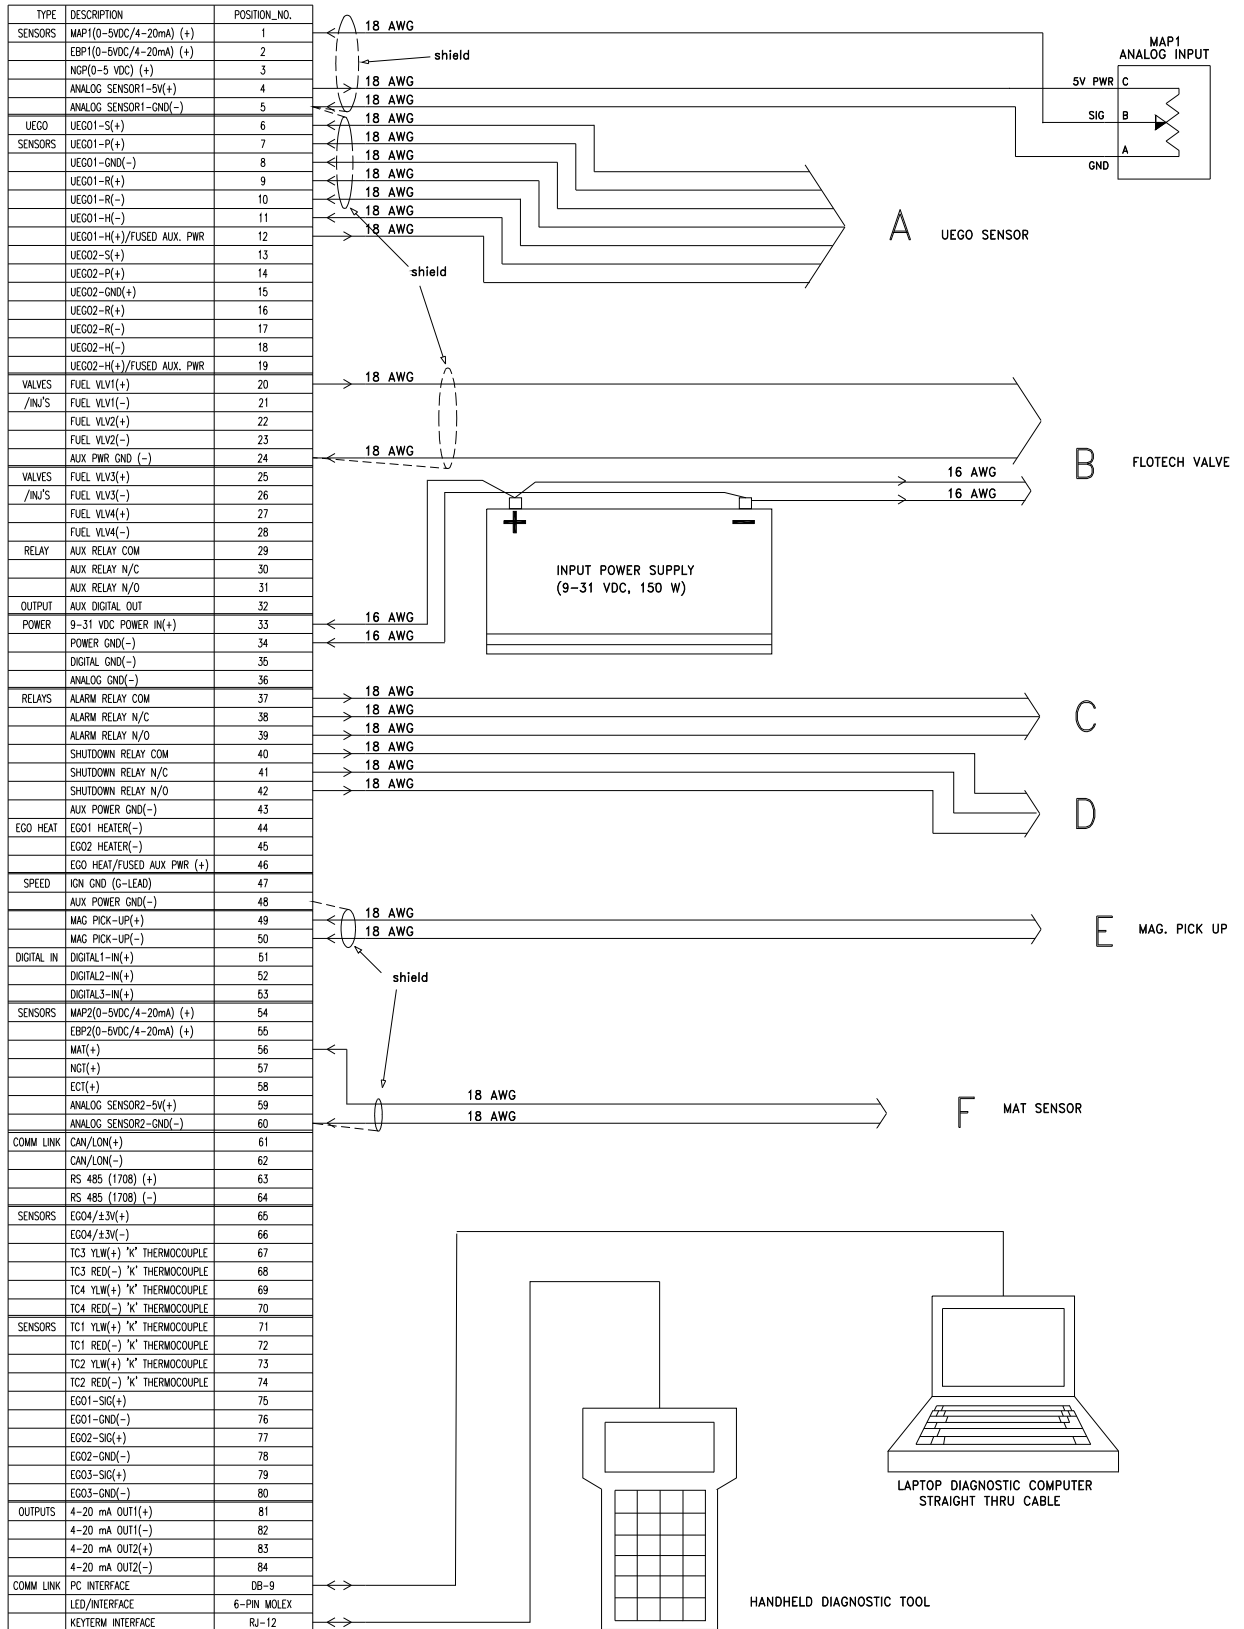 TYPE DESCRIPTION POSITION_NO.
SENSORS MAP1(0-5VDC/4-20mA) (+) 1
EBP1(0-5VDC/4-20mA) (+) 2
NGP(0-5 VDC) (+) 3
ANALOG SENSOR1-5V(+) 4
ANALOG SENSOR1-GND(-) 5
UEGO UEGO1-S(+) 6
SENSORS UEGO1-P(+) 7
UEGO1-GND(-) 8
UEGO1-R(+) 9
UEGO1-R(-) 10
UEGO1-H(-) 11
UEGO1-H(+)/FUSED AUX. PWR 12
UEGO2-S(+) 13
UEGO2-P(+) 14
UEGO2-GND(+) 15
UEGO2-R(+) 16
UEGO2-R(-) 17
UEGO2-H(-) 18
UEGO2-H(+)/FUSED AUX. PWR 19
VALVES FUEL VLV1(+) 20
/INJ'S FUEL VLV1(-) 21
FUEL VLV2(+) 22
FUEL VLV2(-) 23
AUX PWR GND (-) 24
VALVES FUEL VLV3(+) 25
/INJ'S FUEL VLV3(-) 26
FUEL VLV4(+) 27
FUEL VLV4(-) 28
RELAY AUX RELAY COM 29
AUX RELAY N/C 30
AUX RELAY N/O 31
OUTPUT AUX DIGITAL OUT 32
POWER 9-31 VDC POWER IN(+) 33
POWER GND(-) 34
DIGITAL GND(-) 35
ANALOG GND(-) 36
RELAYS ALARM RELAY COM 37
ALARM RELAY N/C 38
ALARM RELAY N/O 39
SHUTDOWN RELAY COM 40
SHUTDOWN RELAY N/C 41
SHUTDOWN RELAY N/O 42
AUX POWER GND(-) 43
EGO HEAT EGO1 HEATER(-) 44
EGO2 HEATER(-) 45
EGO HEAT/FUSED AUX PWR (+) 46
SPEED IGN GND (G-LEAD) 47
AUX POWER GND(-) 48
MAG PICK-UP(+) 49
MAG PICK-UP(-) 50
DIGITAL IN DIGITAL1-IN(+) 51
DIGITAL2-IN(+) 52
DIGITAL3-IN(+) 53
SENSORS MAP2(0-5VDC/4-20mA) (+) 54
EBP2(0-5VDC/4-20mA) (+) 55
MAT(+) 56
NGT(+) 57
ECT(+) 58
ANALOG SENSOR2-5V(+) 59
ANALOG SENSOR2-GND(-) 60
COMM LINK CAN/LON(+) 61
CAN/LON(-) 62
RS 485 (1708) (+) 63
RS 485 (1708) (-) 64
SENSORS EGO4/±3V(+) 65
EGO4/±3V(-) 66
TC3 YLW(+) 'K' THERMOCOUPLE 67
TC3 RED(-) 'K' THERMOCOUPLE 68
TC4 YLW(+) 'K' THERMOCOUPLE 69
TC4 RED(-) 'K' THERMOCOUPLE 70
SENSORS TC1 YLW(+) 'K' THERMOCOUPLE 71
TC1 RED(-) 'K' THERMOCOUPLE 72
TC2 YLW(+) 'K' THERMOCOUPLE 73
TC2 RED(-) 'K' THERMOCOUPLE 74
EGO1-SIG(+) 75
EGO1-GND(-) 76
EGO2-SIG(+) 77
EGO2-GND(-) 78
EGO3-SIG(+) 79
EGO3-GND(-) 80
OUTPUTS 4-20 mA OUT1(+) 81
4-20 mA OUT1(-) 82
4-20 mA OUT2(+) 83
4-20 mA OUT2(-) 84
COMM LINK PC INTERFACE DB-9
LED/INTERFACE 6-PIN MOLEX
KEYTERM INTERFACE RJ-12
18 AWG
shield
18 AWG
18 AWG
18 AWG
18 AWG
18 AWG
18 AWG
18 AWG
18 AWG
18 AWG
MAP1
ANALOG INPUT
5V PWR C
SIG B
A
GND
A UEGO SENSOR
shield
18 AWG
18 AWG
B FLOTECH VALVE
16 AWG
16 AWG
+ -
INPUT POWER SUPPLY
(9-31 VDC, 150 W)
16 AWG
16 AWG
18 AWG
18 AWG
18 AWG
18 AWG
18 AWG
18 AWG
C
D
18 AWG
18 AWG
E MAG. PICK UP
shield
18 AWG
18 AWG
F MAT SENSOR
LAPTOP DIAGNOSTIC COMPUTER
STRAIGHT THRU CABLE
HANDHELD DIAGNOSTIC TOOL